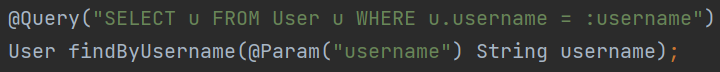 @Query("SELECT u FROM User u WHERE u.username = :username")
User findByUsername(@Param("username") String username);